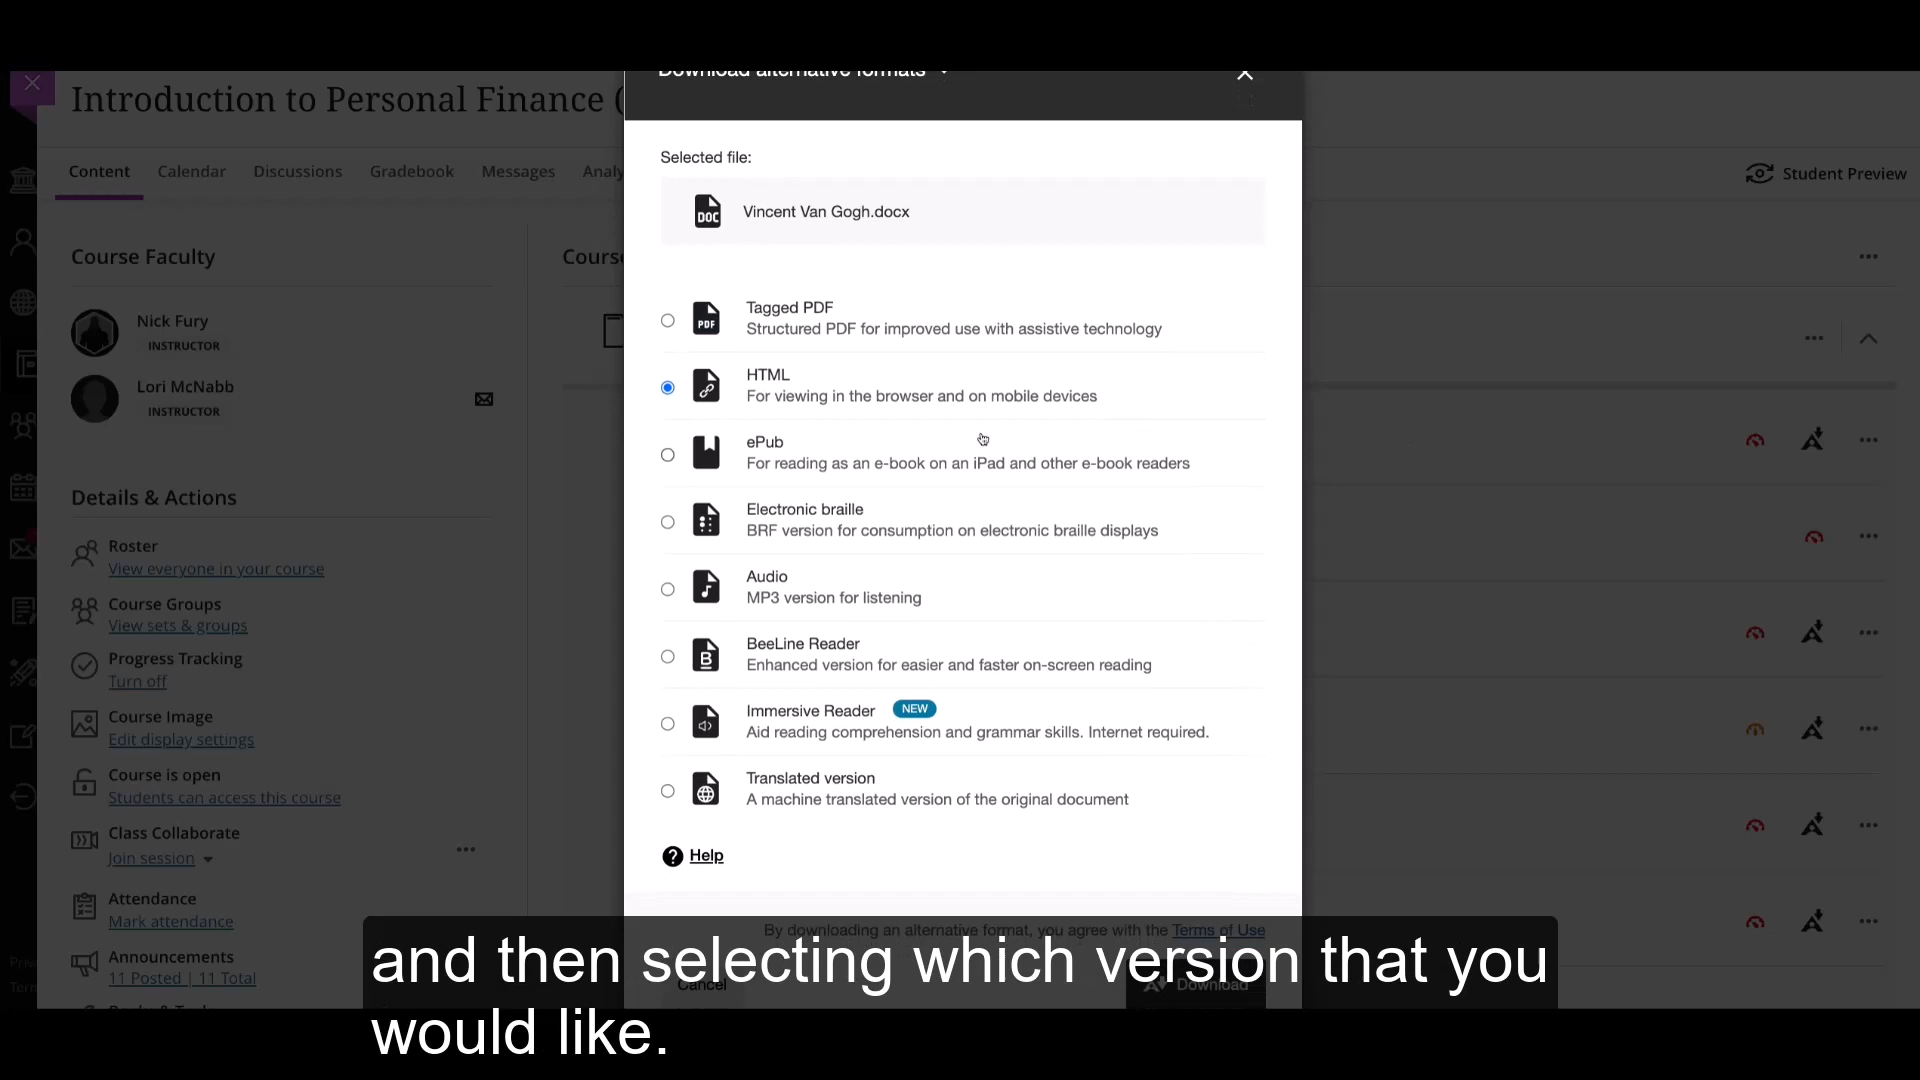 Introduction to Personal Finance (
Content
Calendar
Discussions
Gradebook
Messages
Analy
Student Preview
Course Faculty
Nick Fury
INSTRUCTOR
Lori McNabb
INSTRUCTOR
Details & Actions
Roster
View everyone in your course
Course Groups
View sets & groups
Progress Tracking
Turn off
Course Image
Edit display settings
Course is open
Students can access this course
Class Collaborate
Join session
Attendance
Mark attendance
Announcements
11 Posted | 11 Total
Cours
Download alternative formats
Selected file:
DOC
Vincent Van Gogh.docx
PDF
Tagged PDF
Structured PDF for improved use with assistive technology
HTML
For viewing in the browser and on mobile devices
ePub
For reading as an e-book on an iPad and other e-book readers
Electronic braille
BRF version for consumption on electronic braille displays
Audio
MP3 version for listening
B
BeeLine Reader
Enhanced version for easier and faster on-screen reading
Immersive Reader NEW
Aid reading comprehension and grammar skills. Internet required.
Translated version
A machine translated version of the original document
? Help
By downloading an alternative format, you agree with the Terms of Use
Cancel
Download
and then selecting which version that you
would like.